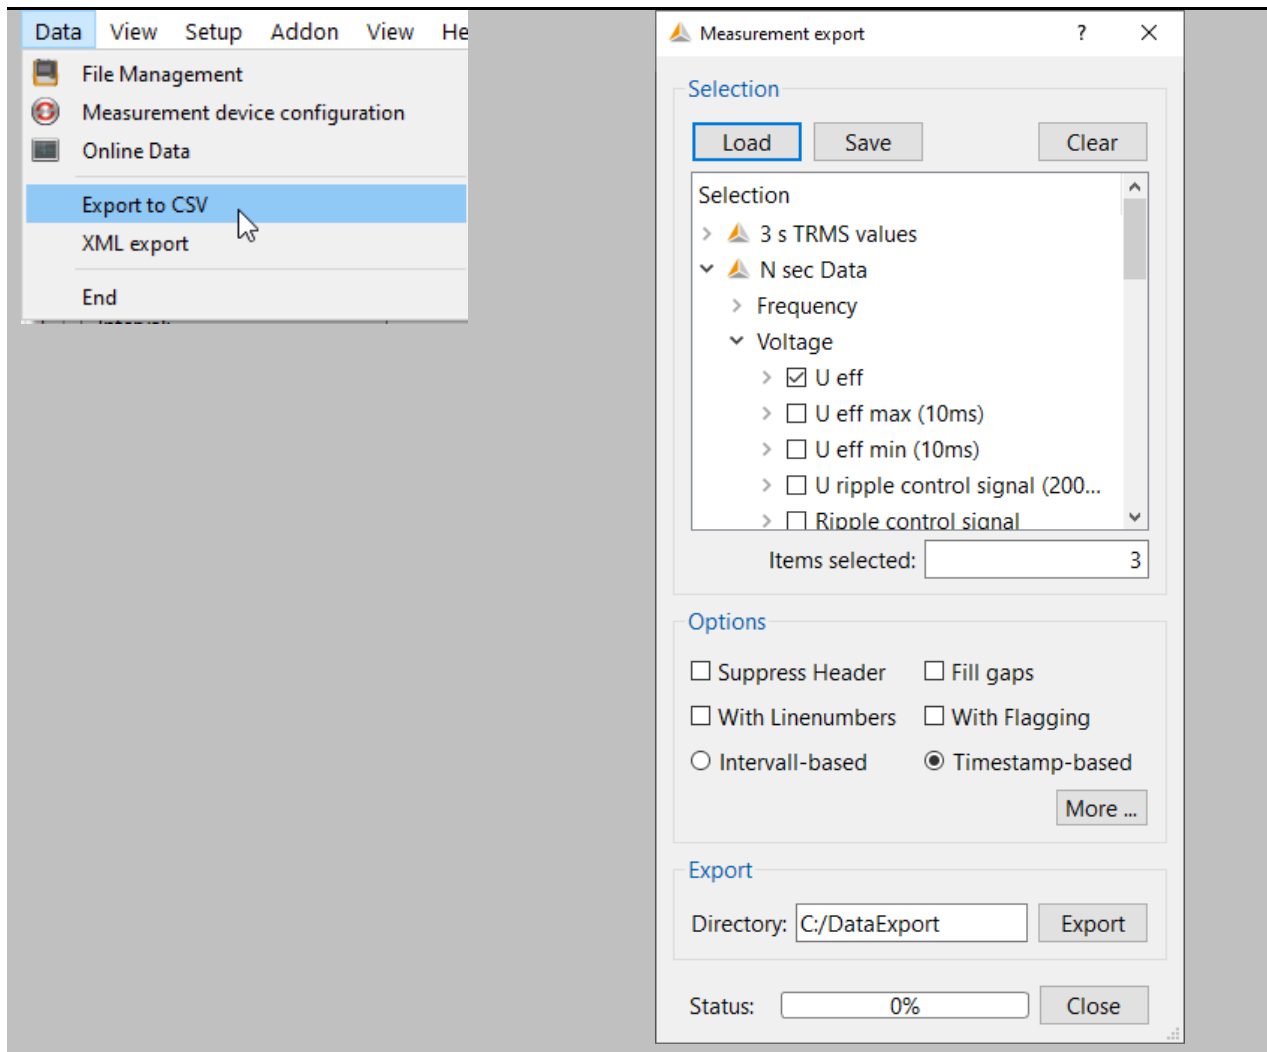 Data View Setup Addon View He
File Management
Measurement device configuration
Online Data
Export to CSV
XML export
End
Measurement export ?
Selection
Load Save Clear
Selection
3 s TRMS values
N sec Data
Frequency
Voltage
U eff
U eff max (10ms)
U eff min (10ms)
U ripple control signal (200...
Ripple control signal
Items selected: 3
Options
Suppress Header Fill gaps
With Linenumbers With Flagging
Intervall-based Timestamp-based
More ...
Export
Directory: C:/DataExport Export
Status: 0% Close